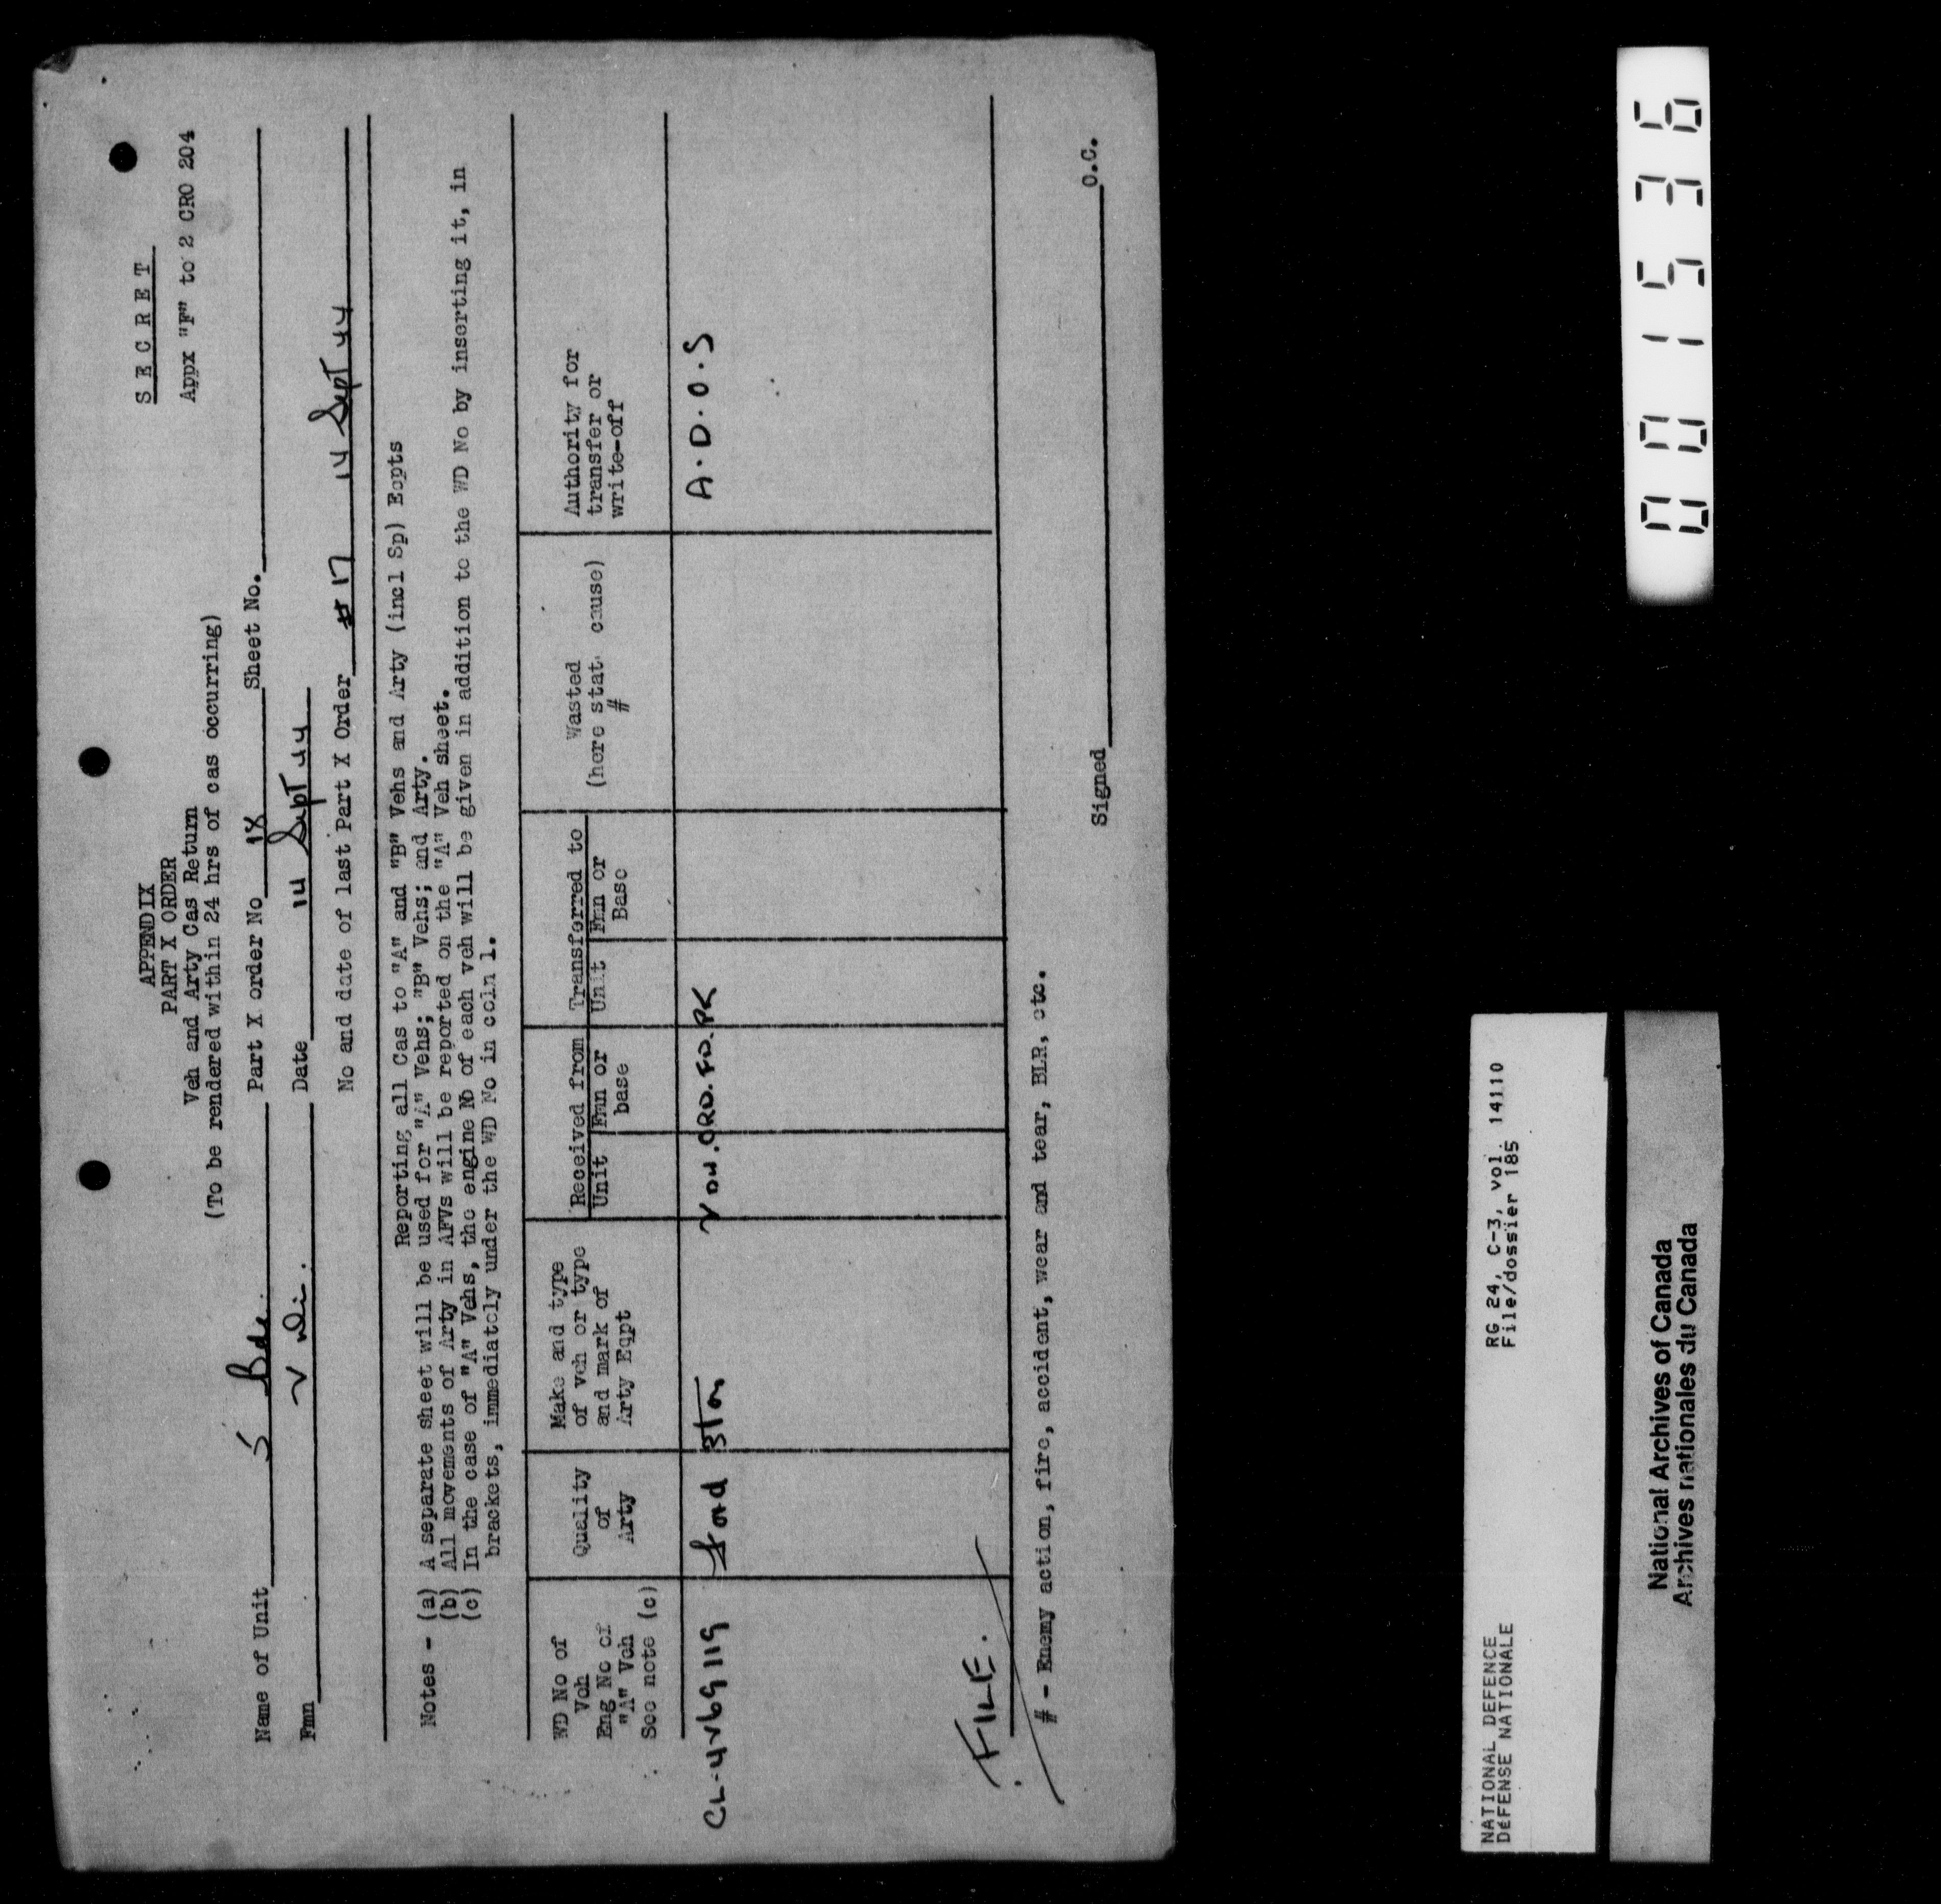 S E C R E T
Appx "F" to 2 CRO 204
APPENDIX
PART X ORDER
Veh and Arty Cas Return
(To be rendered within 24 hrs of cas occurring)
Name of Unit 5 Bde. Part X order No 18 Sheet No.
Fmn 2 Div. Date 14 Sept 44
No and date of last Part X Order # 17 14 Sept 44
Reporting all Cas to "A" and "B" Vehs and Arty (incl Sp) Eqpts
Notes - (a) A separate sheet will be used for "A" Vehs; "B" Vehs; and Arty.
(b) All movements of Arty in AFVs will be reported on the "A" Veh sheet.
(c) In the case of "A" Vehs, the engine No of each veh will be given in addition to the WD No by inserting it, in
brackets, immediately under the WD No in coln 1.
WD No of
Veh
Eng No of
"A" Veh
See note (c)
Quality
of
Arty
Make and type
of veh or type
and mark of
Arty Eqpt
Received from
Unit
Fmn or
base
Transferred to
Unit
Fmn or
Base
Wasted
(here stat cause)
#
Authority for
transfer or
write-off
CL-4269119 Ford 3 Ton ORD. FD. PK A.D.O.S
FILE.
# - Enemy action, fire, accident, wear and tear, BLR, etc.
Signed O.C.
001536
NATIONAL DEFENCE RG 24, C-3, vol. 14110
DéFENSE NATIONALE File/dossier 185
National Archives of Canada
Archives nationales du Canada